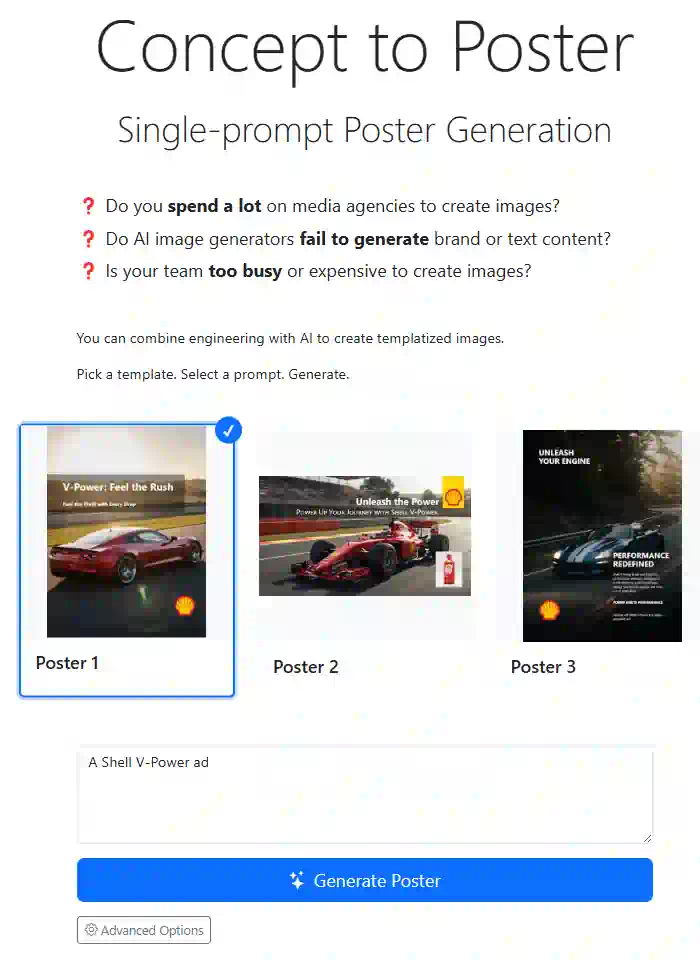 Concept to Poster
Single-prompt Poster Generation
❓ Do you spend a lot on media agencies to create images?
❓ Do AI image generators fail to generate brand or text content?
❓ Is your team too busy or expensive to create images?
You can combine engineering with AI to create templatized images.
Pick a template. Select a prompt. Generate.
V-Power: Feel the Rush
Feel the Thrill with Every Drop
Poster 1
Unleash the Power
Power Up Your Journey with Shell V-Power.
Poster 2
UNLEASH
YOUR ENGINE
PERFORMANCE
REDEFINED
Poster 3
A Shell V-Power ad
Generate Poster
Advanced Options